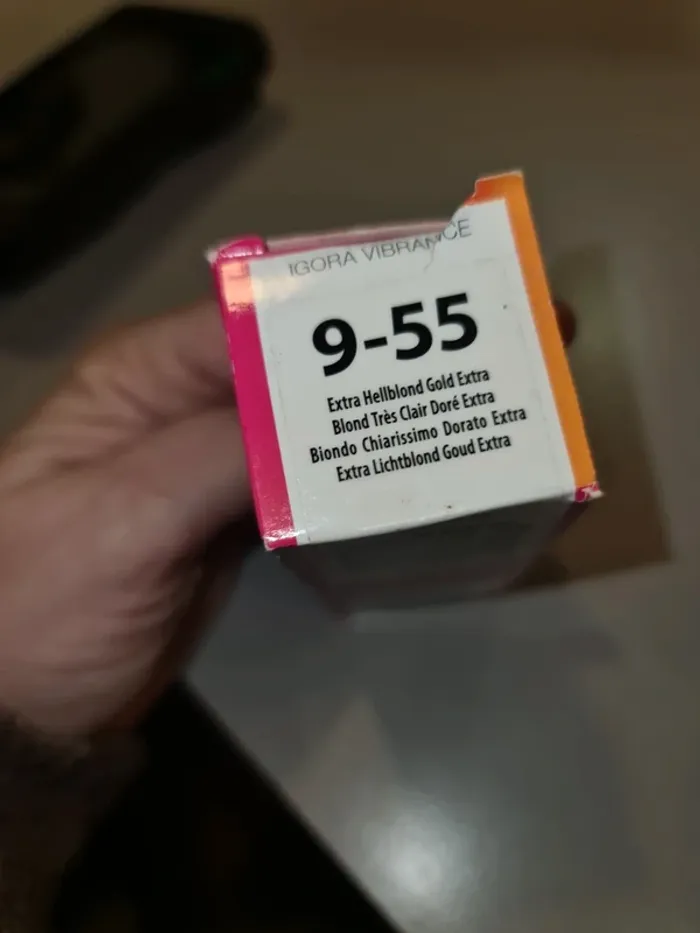 IGORA VIBRANCE
9-55
Extra Hellblond Gold Extra
Blond Très Clair Doré Extra
Biondo Chiarissimo Dorato Extra
Extra Lichtblond Goud Extra